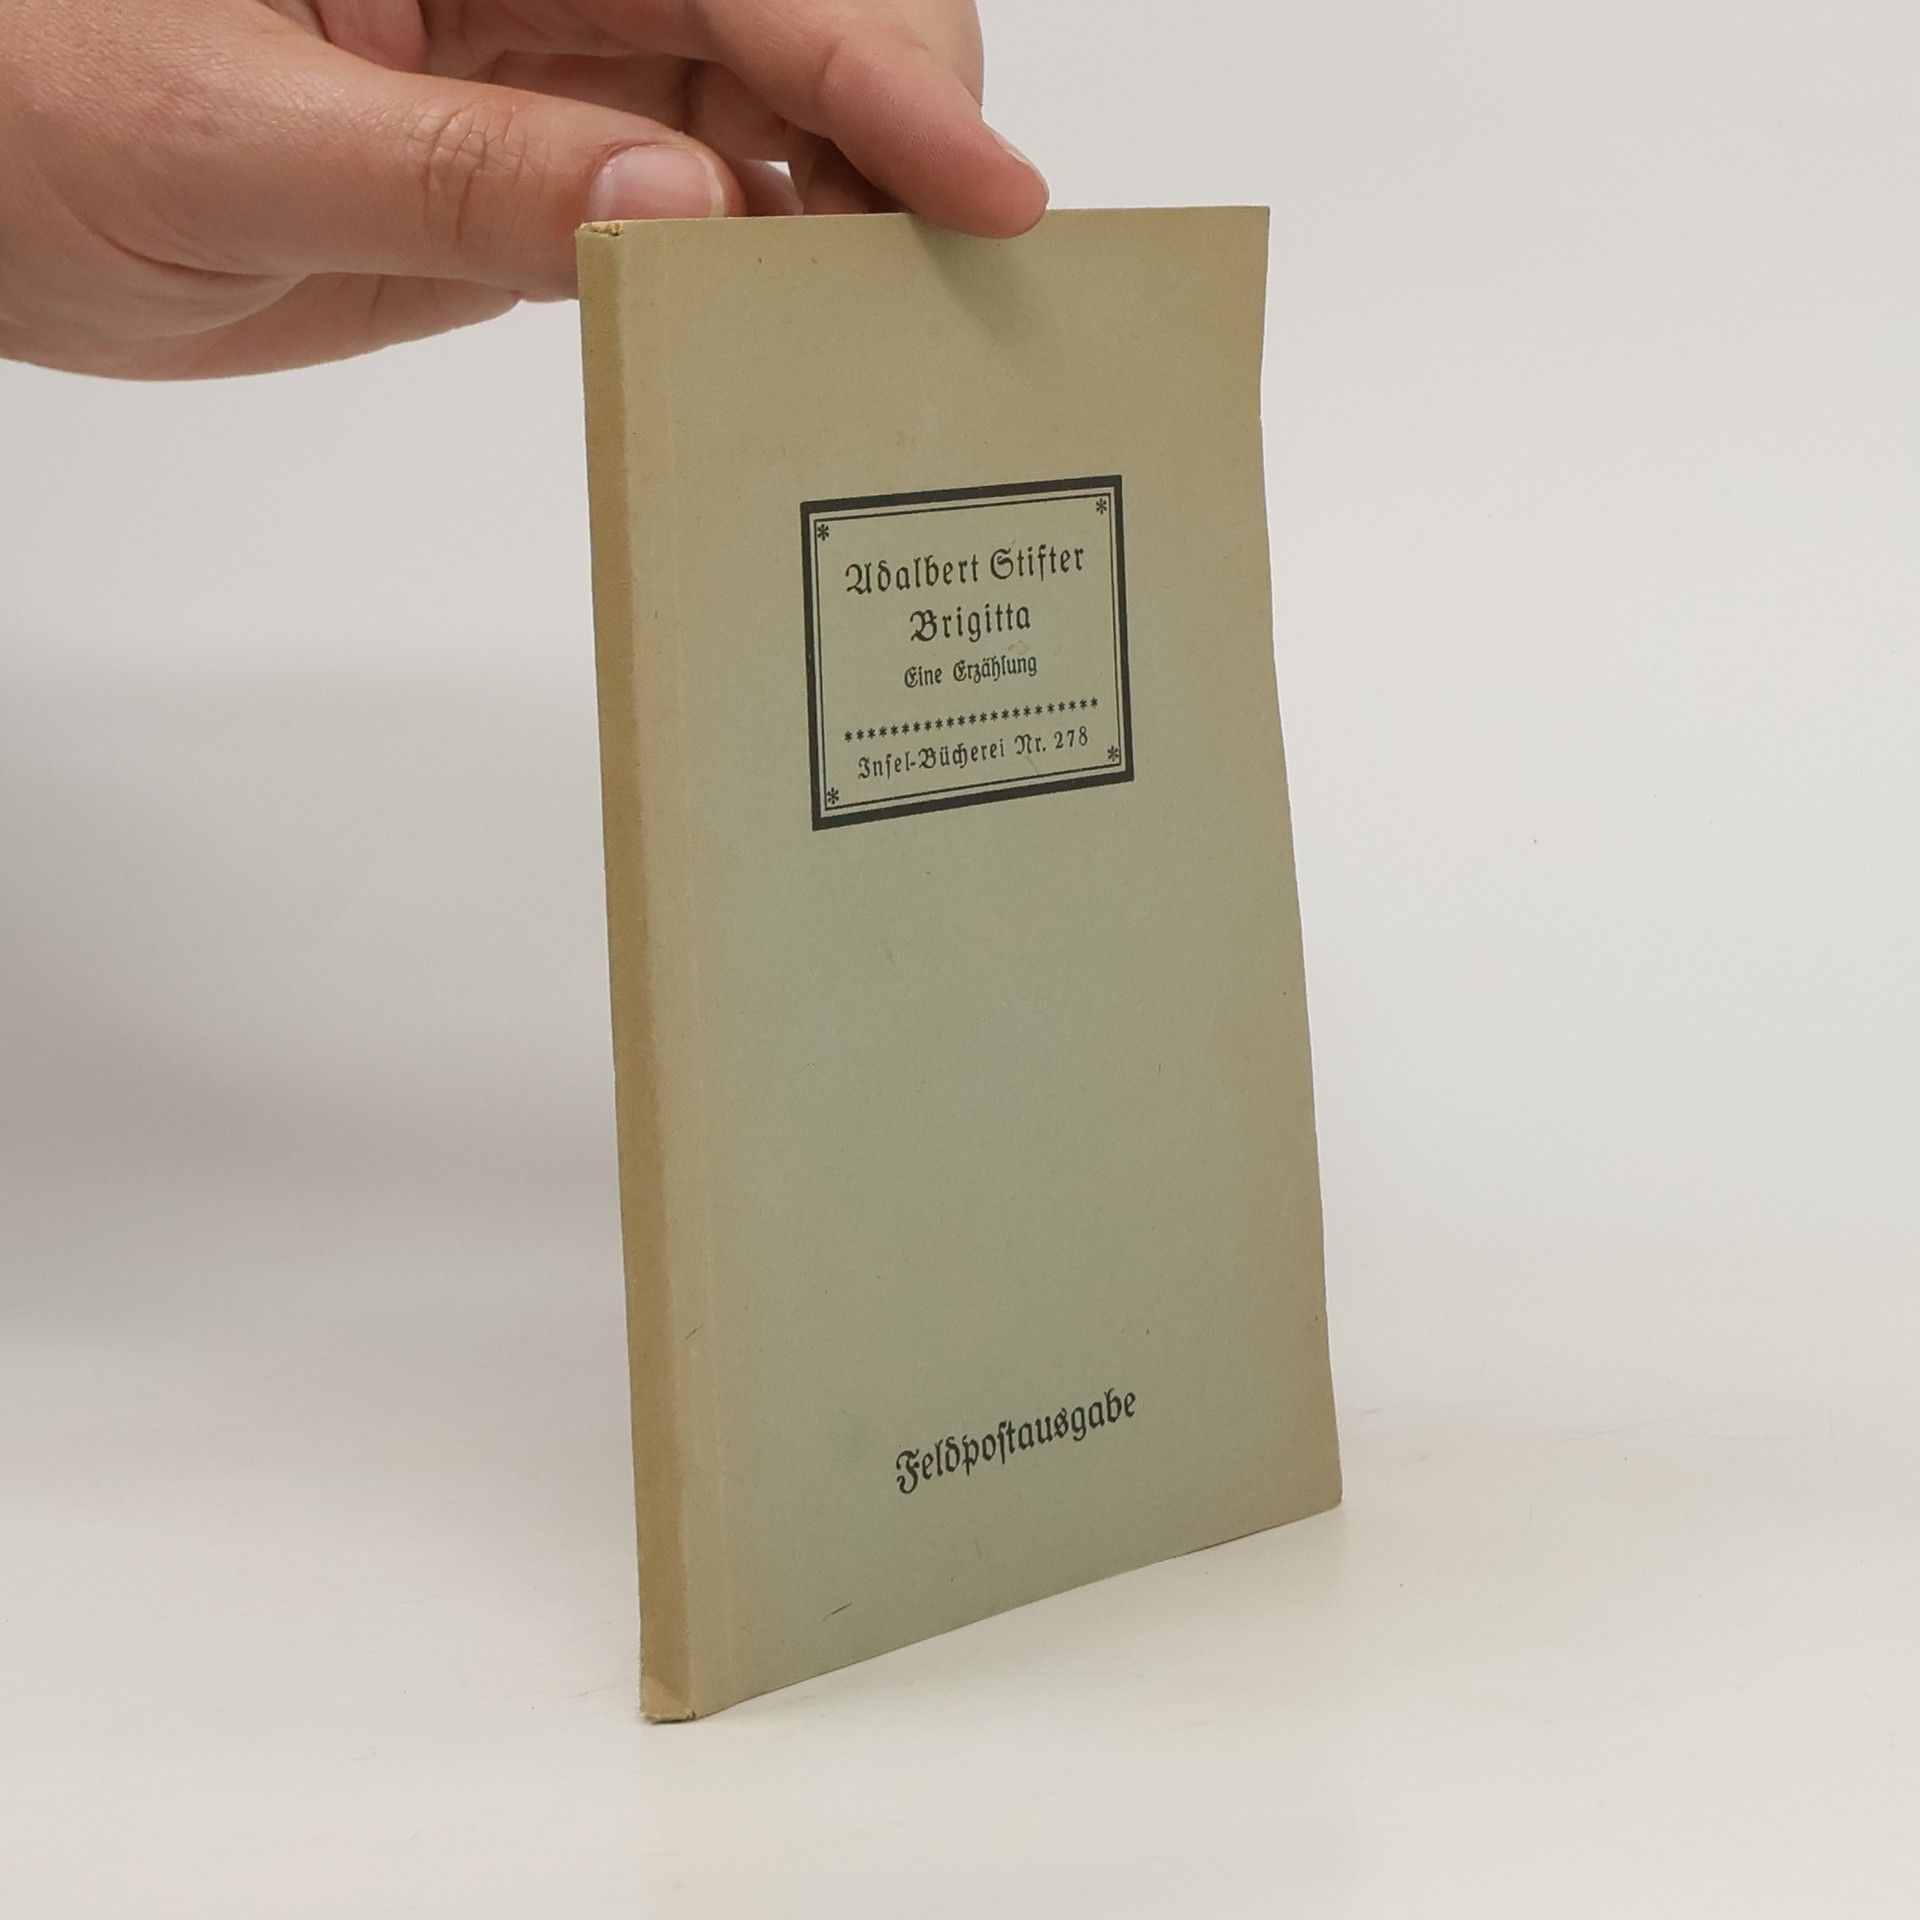 Adalbert Stifter
Brigitta
Eine Erzählung
***********************
Inſel-Bücherei Nr. 278
Feldpoſtausgabe